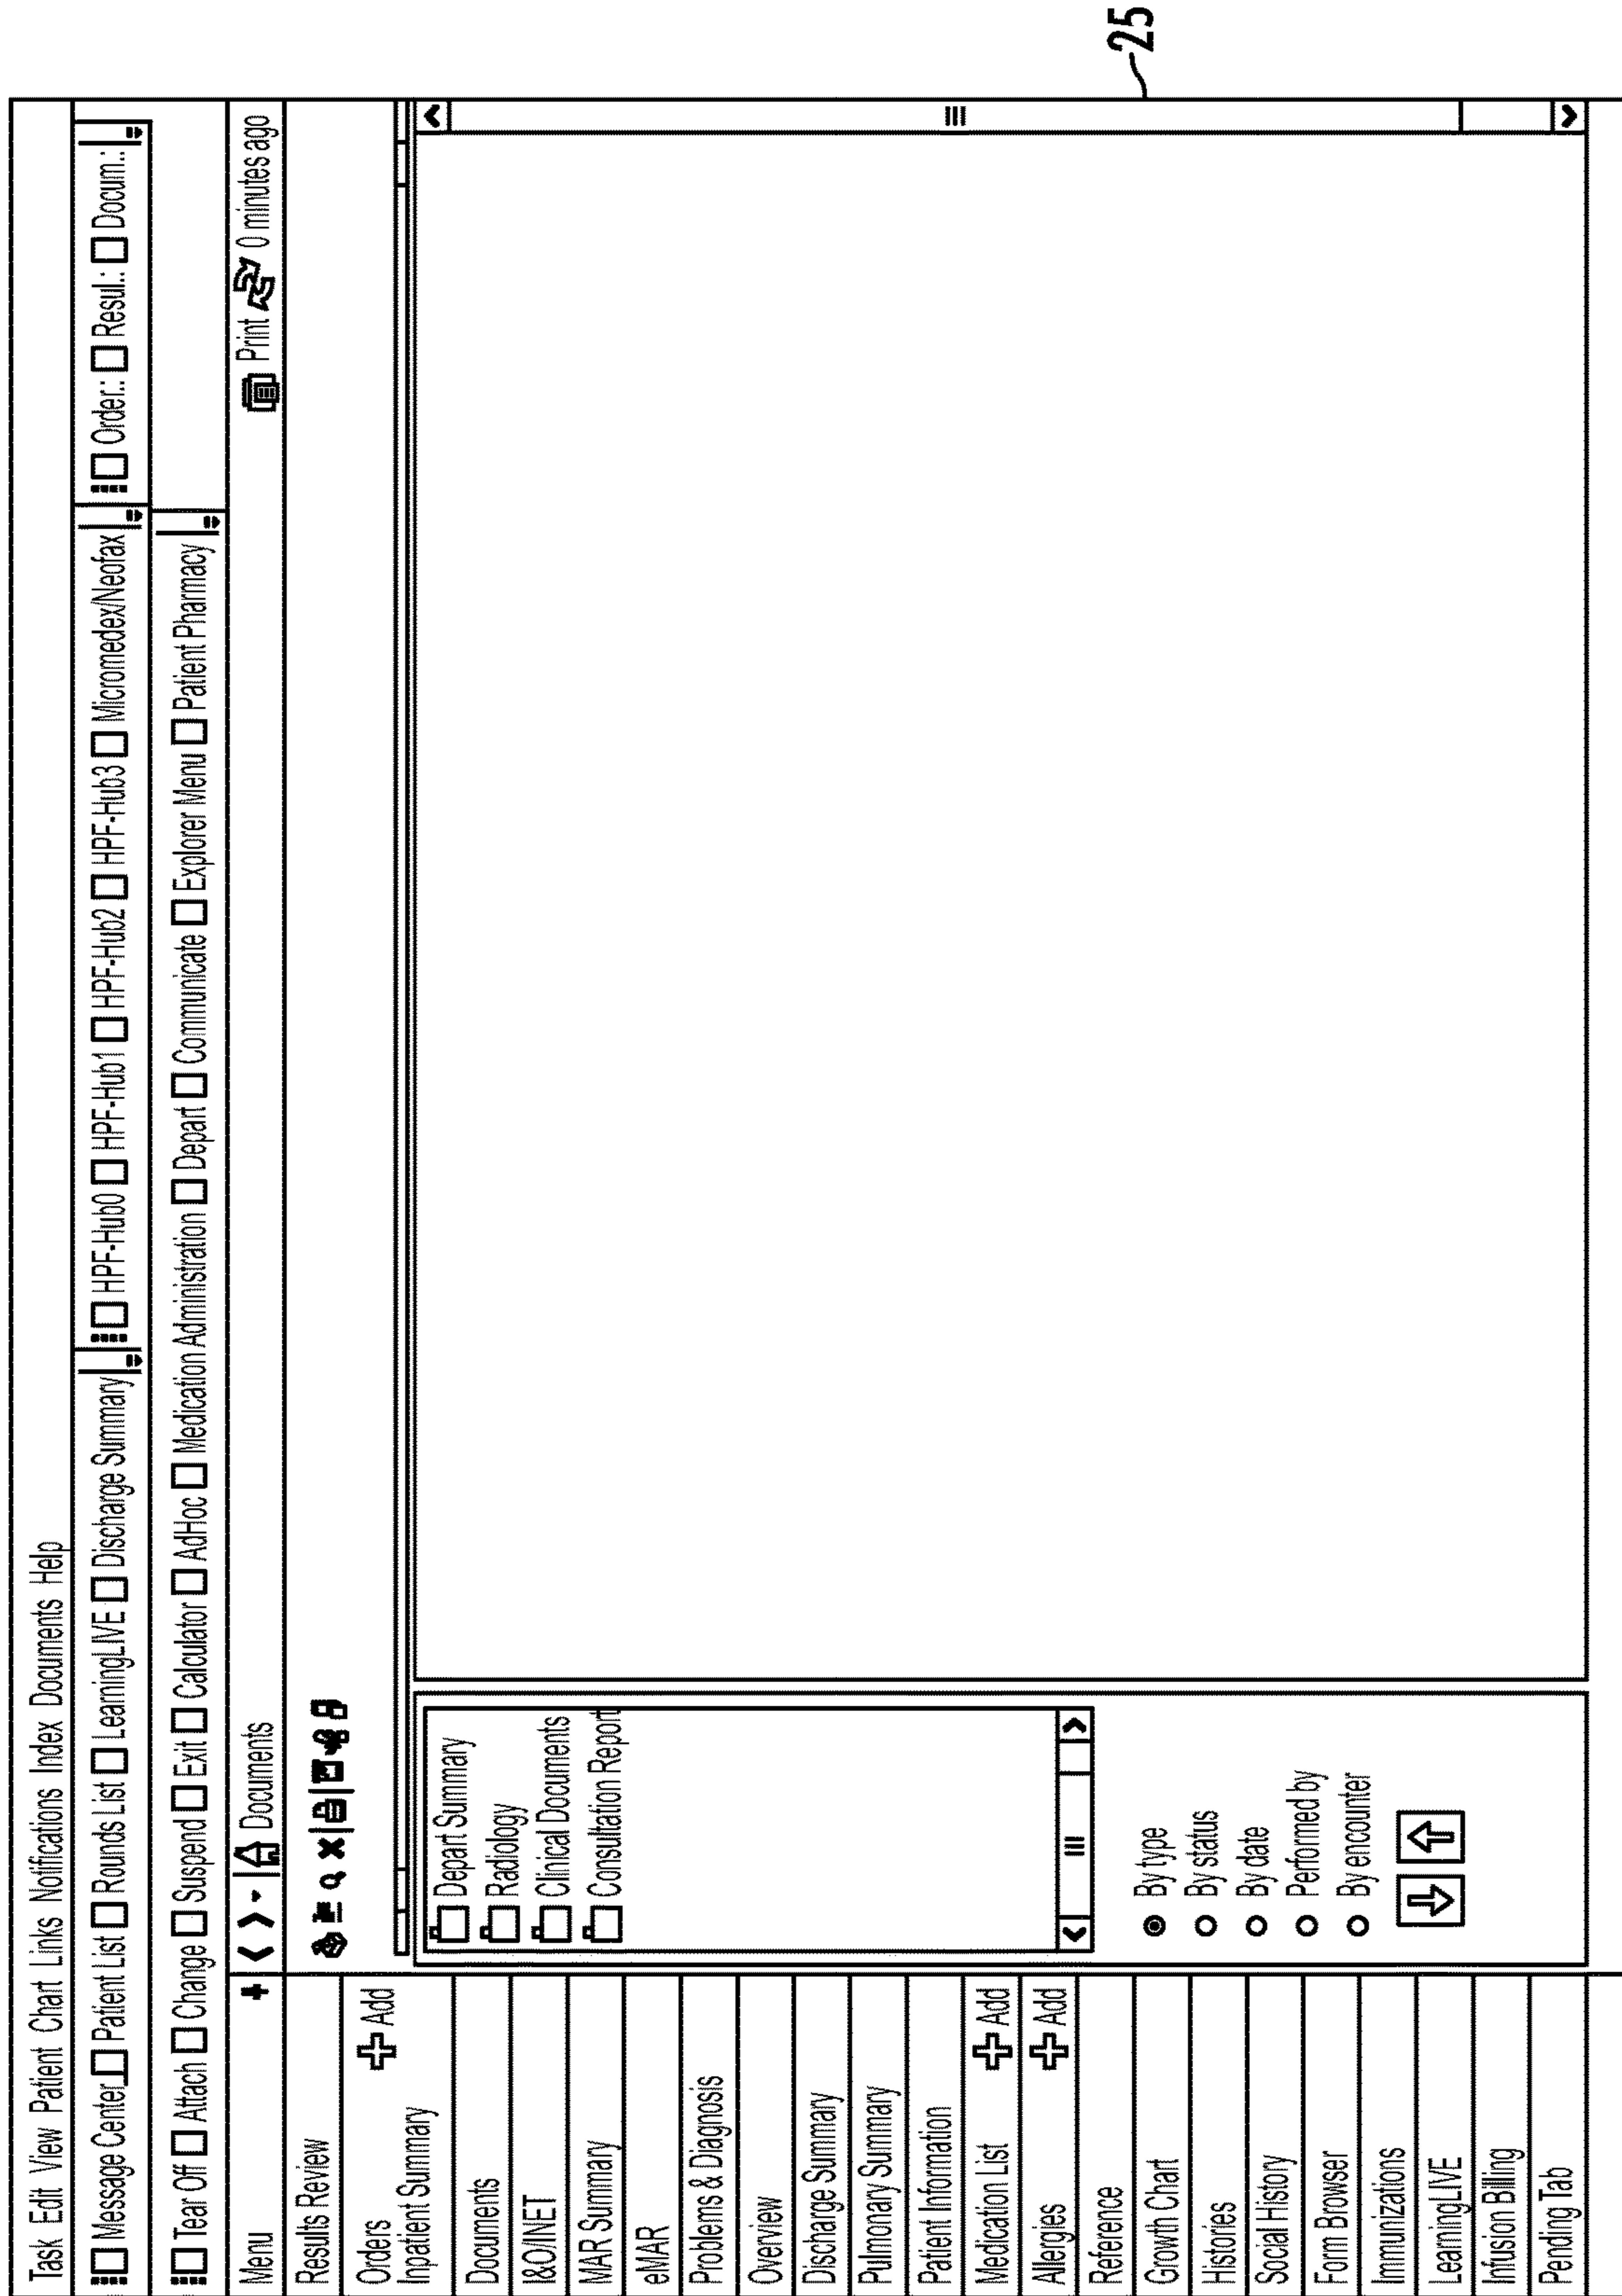 Task Edit View Patient Chart Links Notifications Index Documents Help
Message Center Patient List Rounds List LearningLIVE Discharge Summary HPF-Hub0 HPF-Hub1 HPF-Hub2 HPF-Hub3 Micromedex/Neofax Order.: Resul.: Docum.:
Tear Off Attach Change Suspend Exit Calculator AdHoc Medication Administration Depart Communicate Explorer Menu Patient Pharmacy
Menu
Documents
Print 0 minutes ago
Results Review
Orders Add
Inpatient Summary
Documents
I&O/INET
MAR Summary
eMAR
Problems & Diagnosis
Overview
Discharge Summary
Pulmonary Summary
Patient Information
Medication List Add
Allergies Add
Reference
Growth Chart
Histories
Social History
Form Browser
Immunizations
LearningLIVE
Infusion Billing
Pending Tab
Depart Summary
Radiology
Clinical Documents
Consultation Report
By type
By status
By date
Performed by
By encounter
25